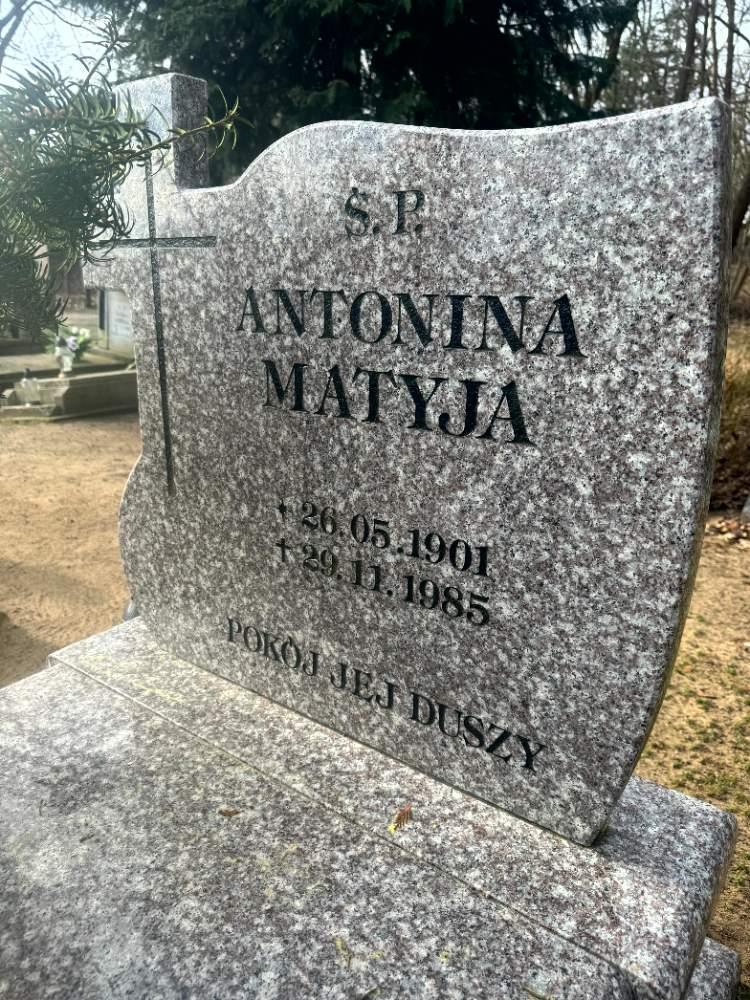 Ś.P.
ANTONINA
MATYJA
* 26.05.1901
✝ 29.11.1985
POKÓJ JEJ DUSZY